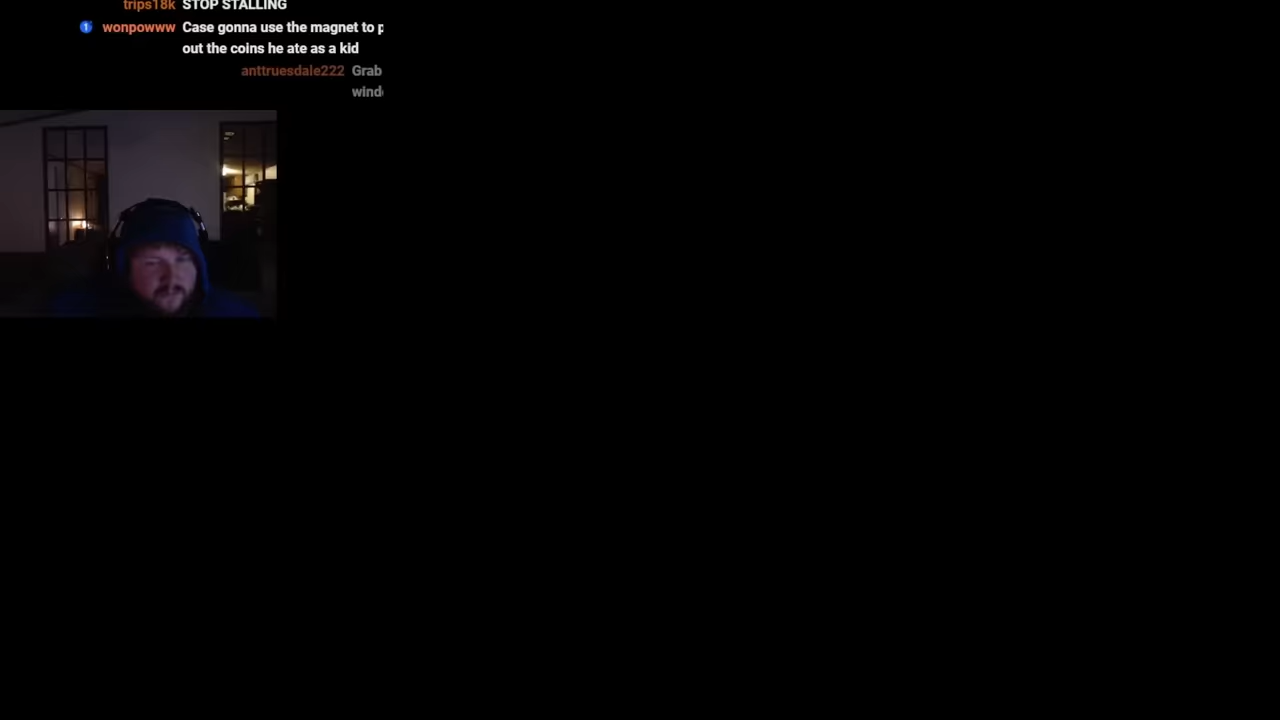 trips18k STOP STALLING
wonpowww Case gonna use the magnet to p
out the coins he ate as a kid
anttruesdale222 Grab
wind